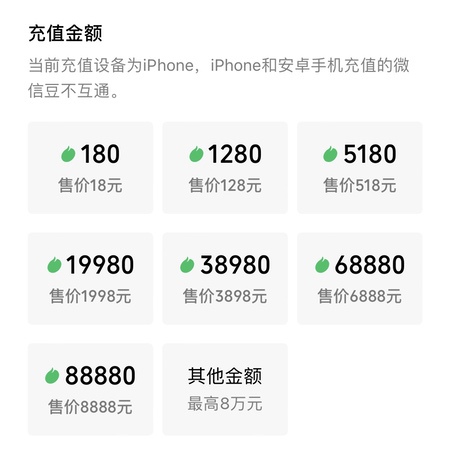 充值金额
当前充值设备为iPhone，iPhone和安卓手机充值的微
信豆不互通。
180 1280 5180
售价18元 售价128元 售价518元
19980 38980 68880
售价1998元 售价3898元 售价6888元
88880 其他金额
售价8888元 最高8万元